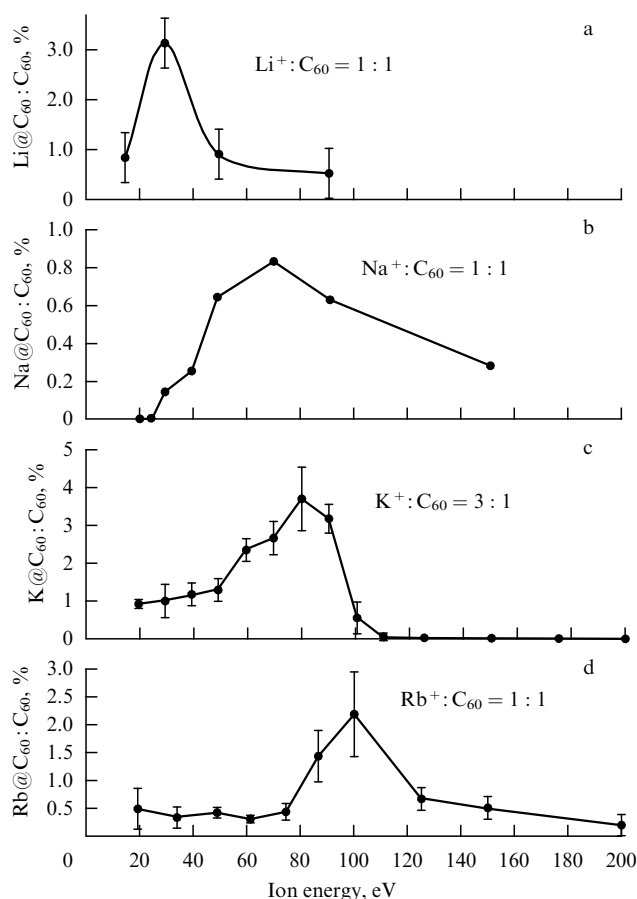 Li@C₆₀ : C₆₀, %
3.0
2.0
1.0
0
Li⁺ : C₆₀ = 1 : 1
a
Na@C₆₀ : C₆₀, %
1.0
0.8
0.6
0.4
0.2
0
Na⁺ : C₆₀ = 1 : 1
b
K@C₆₀ : C₆₀, %
5
4
3
2
1
0
K⁺ : C₆₀ = 3 : 1
c
Rb@C₆₀ : C₆₀, %
3.0
2.5
2.0
1.5
1.0
0.5
Rb⁺ : C₆₀ = 1 : 1
d
0 20 40 60 80 100 120 140 160 180 200
Ion energy, eV